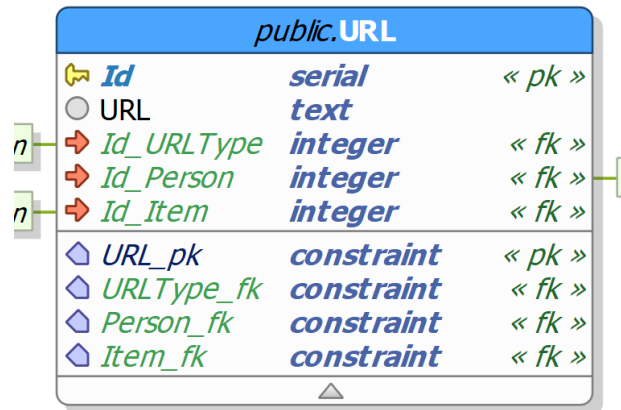 public.URL
Id serial « pk »
URL text
n Id_URLType integer « fk »
Id_Person integer « fk »
n Id_Item integer « fk »
URL_pk constraint « pk »
URLType_fk constraint « fk »
Person_fk constraint « fk »
Item_fk constraint « fk »